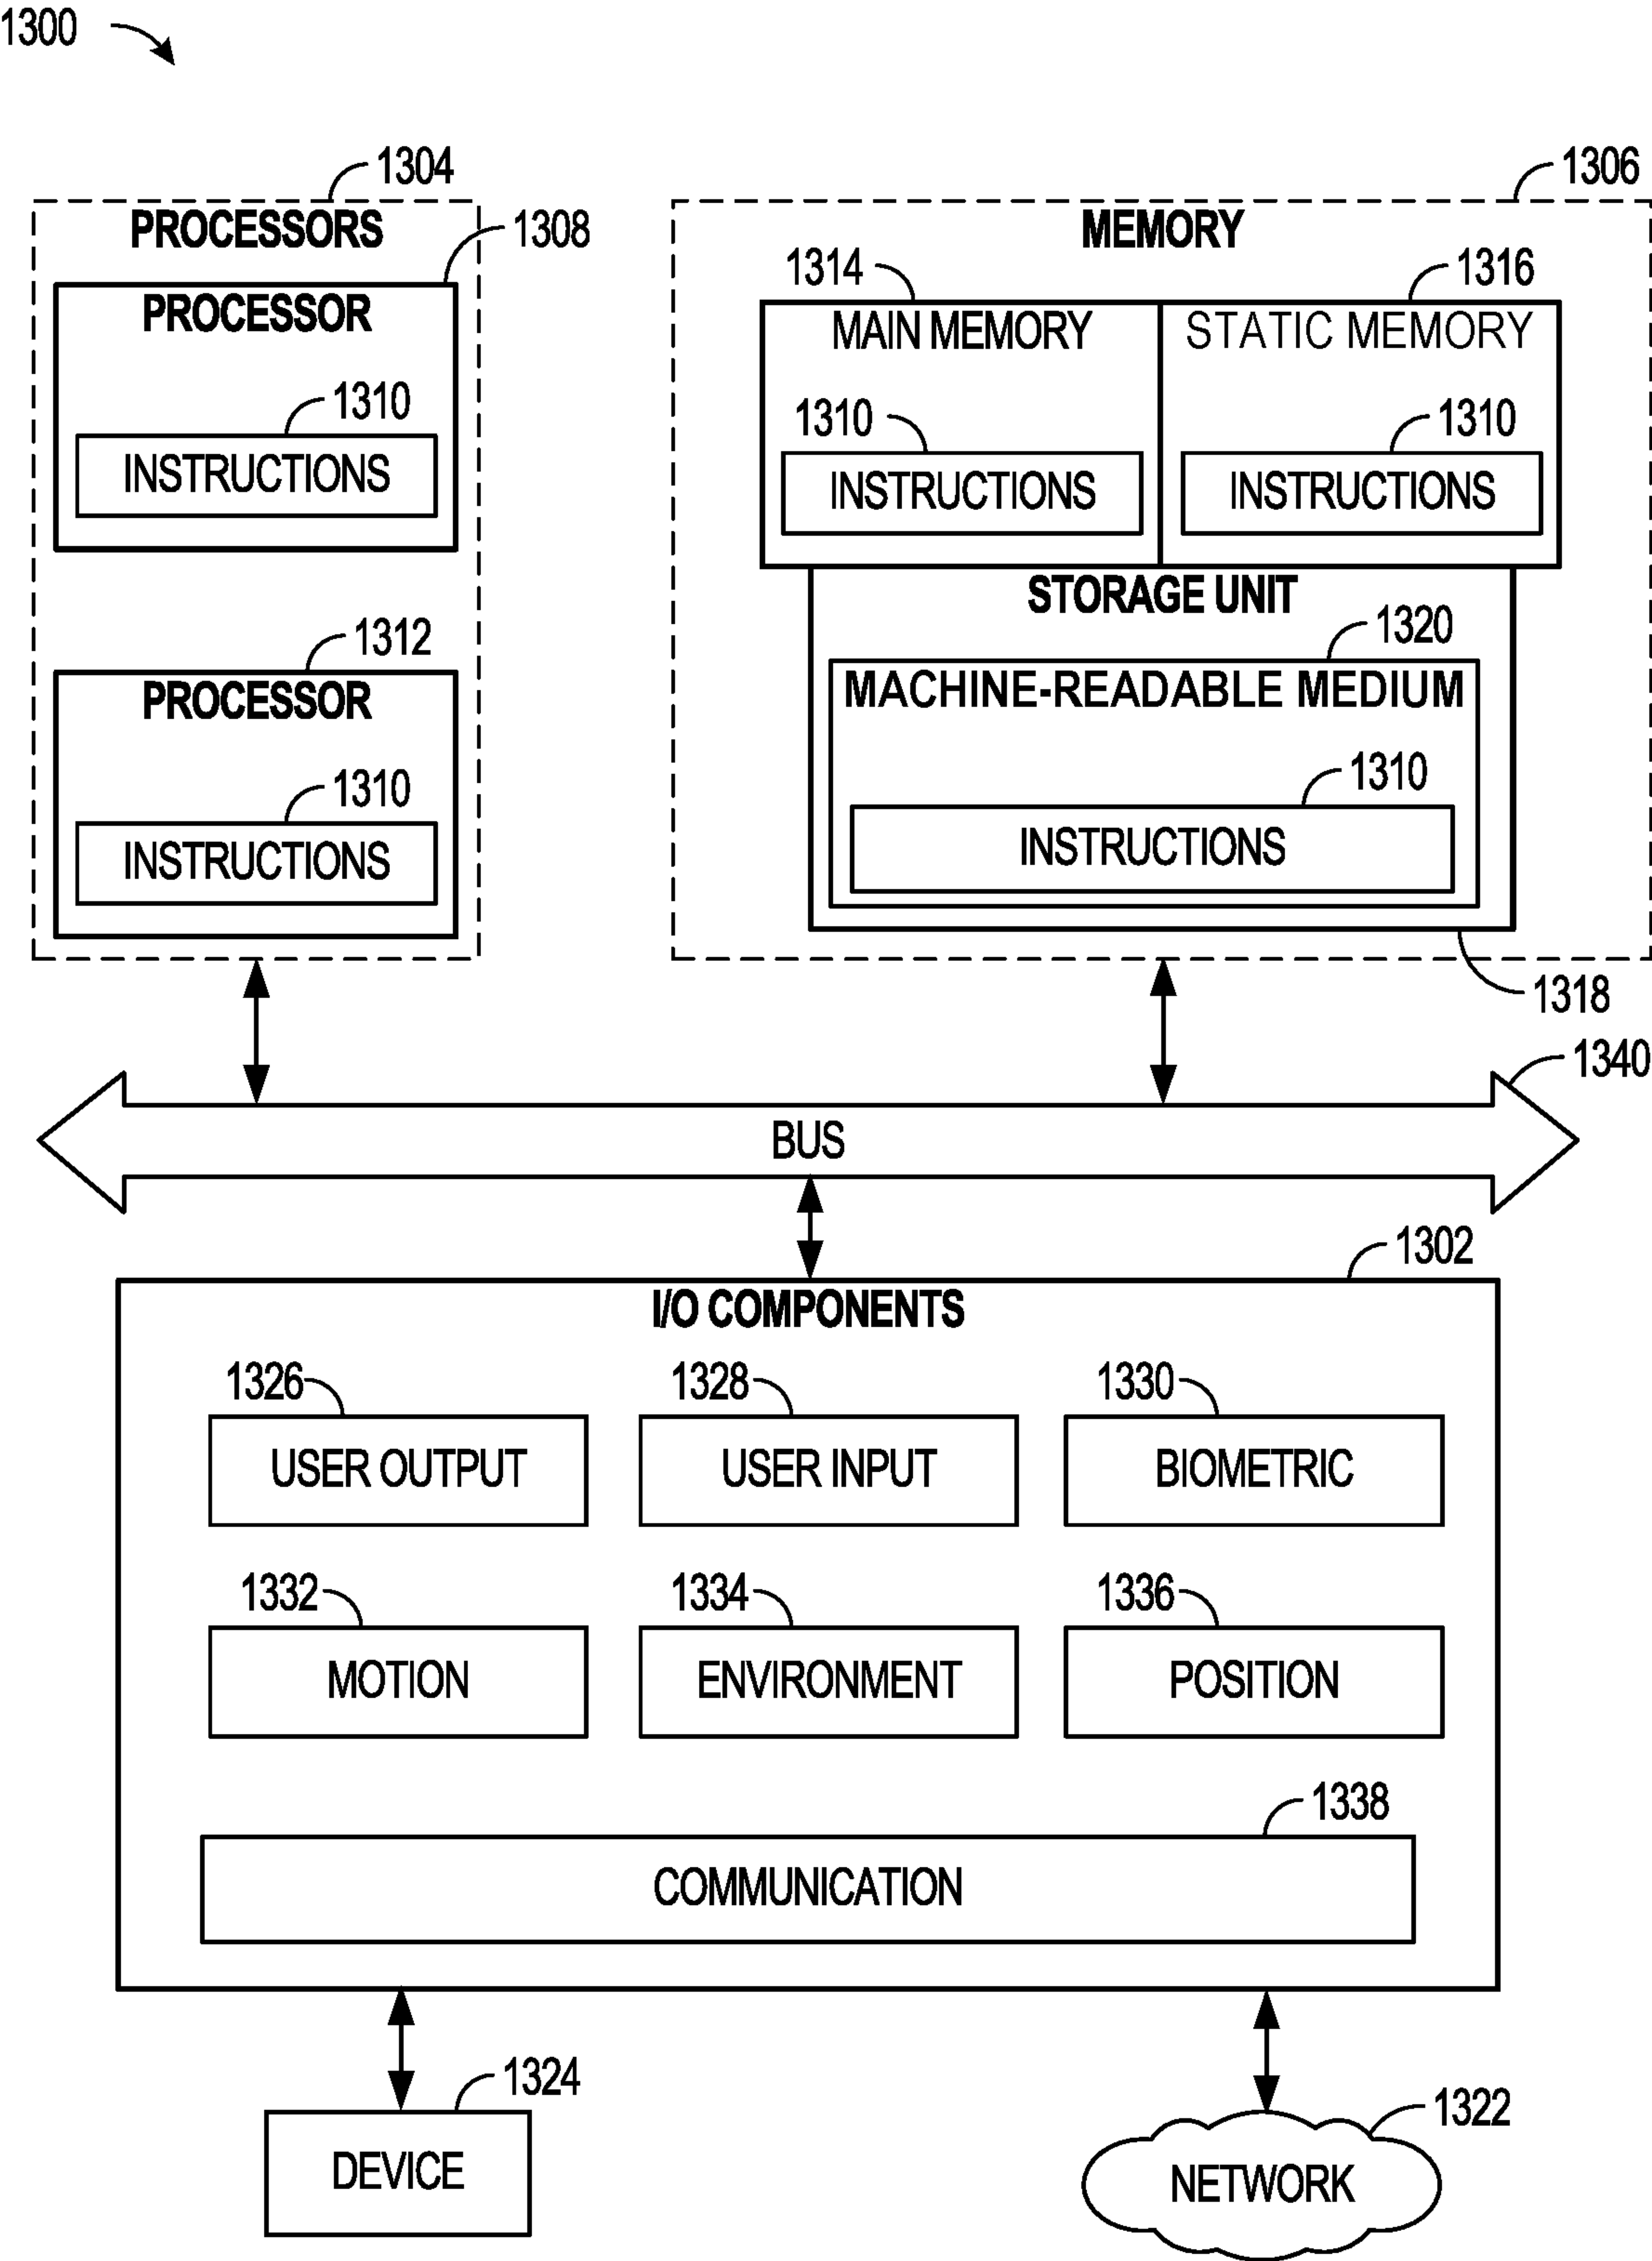 1300
1304
1306
PROCESSORS
1308
MEMORY
1314
1316
PROCESSOR
MAIN MEMORY
STATIC MEMORY
1310
1310
1310
INSTRUCTIONS
INSTRUCTIONS
INSTRUCTIONS
STORAGE UNIT
1312
1320
PROCESSOR
MACHINE-READABLE MEDIUM
1310
1310
INSTRUCTIONS
INSTRUCTIONS
1318
1340
BUS
1302
I/O COMPONENTS
1326
1328
1330
USER OUTPUT
USER INPUT
BIOMETRIC
1332
1334
1336
MOTION
ENVIRONMENT
POSITION
1338
COMMUNICATION
1324
1322
DEVICE
NETWORK